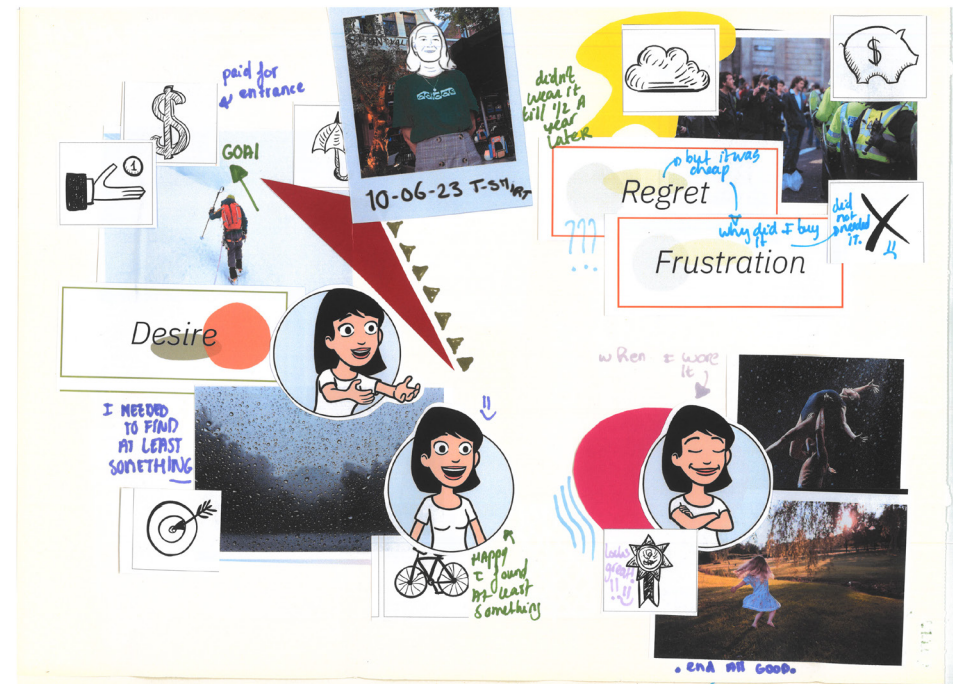 paid for
entrance
GOAl
10-06-23 T-SHIRT
didn't
wear it
till 1/2 A
year
LATER
but it was
cheap
Regret
???
...
why did I buy
it
did
not
needed
IT.
Frustration
Desire
I NEEDED
TO FIND
AT LEAST
SOMETHING
HAPPY
I found
AT least
Something
when I wore
It
Looks
great!
!!
. end All GOOD.